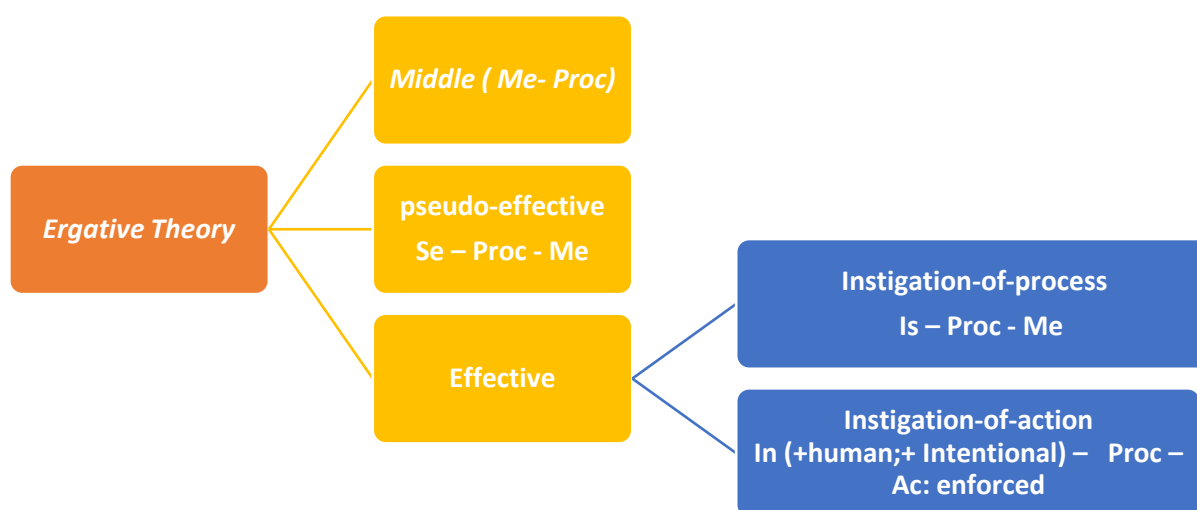 Ergative Theory
Middle ( Me- Proc)
pseudo-effective
Se – Proc - Me
Effective
Instigation-of-process
Is – Proc - Me
Instigation-of-action
In (+human;+ Intentional) – Proc –
Ac: enforced